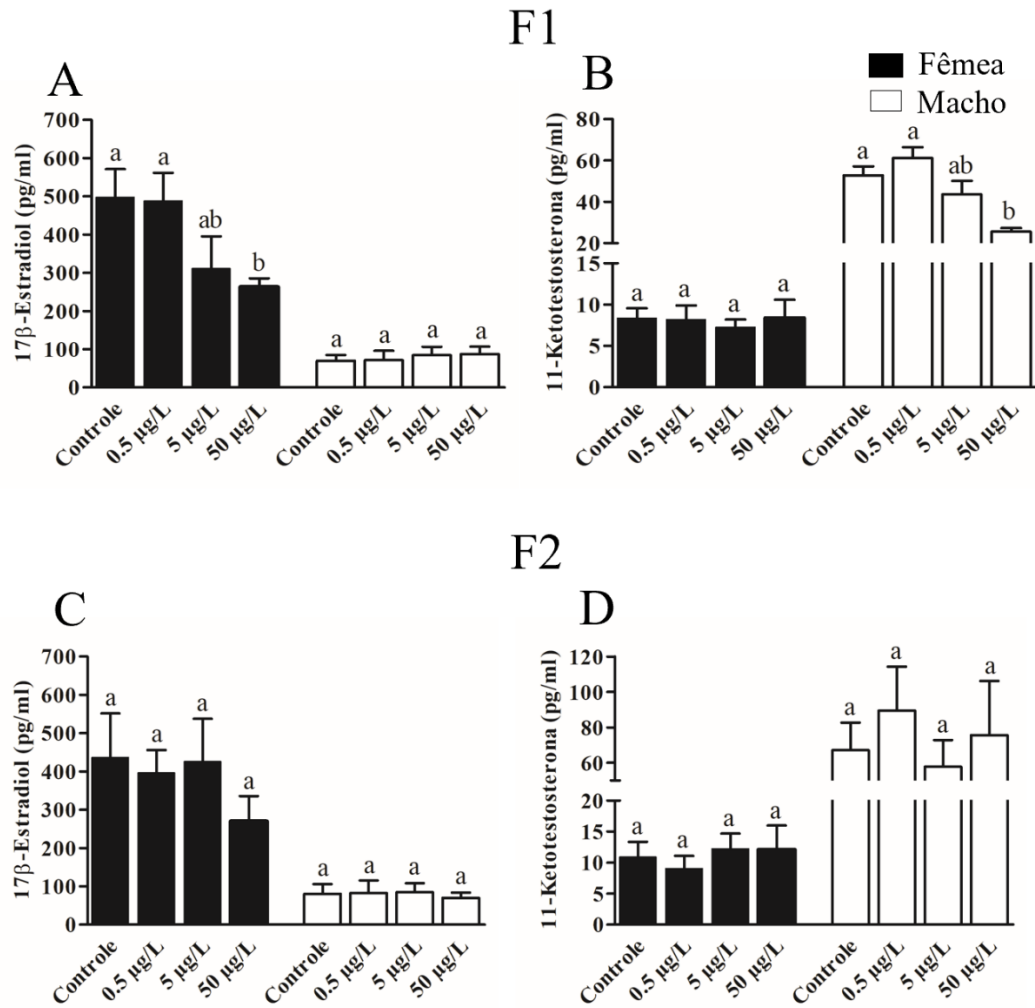 F1
A
B
Fêmea
Macho
17β-Estradiol (pg/ml)
700
600
500
400
300
200
100
0
a
a
ab
b
a
a
a
a
Controle
0.5 µg/L
5 µg/L
50 µg/L
Controle
0.5 µg/L
5 µg/L
50 µg/L
11-Ketotestosterona (pg/ml)
80
60
40
20
15
10
5
0
a
a
a
a
a
a
ab
b
Controle
0.5 µg/L
5 µg/L
50 µg/L
Controle
0.5 µg/L
5 µg/L
50 µg/L
F2
C
D
17β-Estradiol (pg/ml)
700
600
500
400
300
200
100
0
a
a
a
a
a
a
a
a
Controle
0.5 µg/L
5 µg/L
50 µg/L
Controle
0.5 µg/L
5 µg/L
50 µg/L
11-Ketotestosterona (pg/ml)
120
100
80
60
20
15
10
5
0
a
a
a
a
a
a
a
a
Controle
0.5 µg/L
5 µg/L
50 µg/L
Controle
0.5 µg/L
5 µg/L
50 µg/L